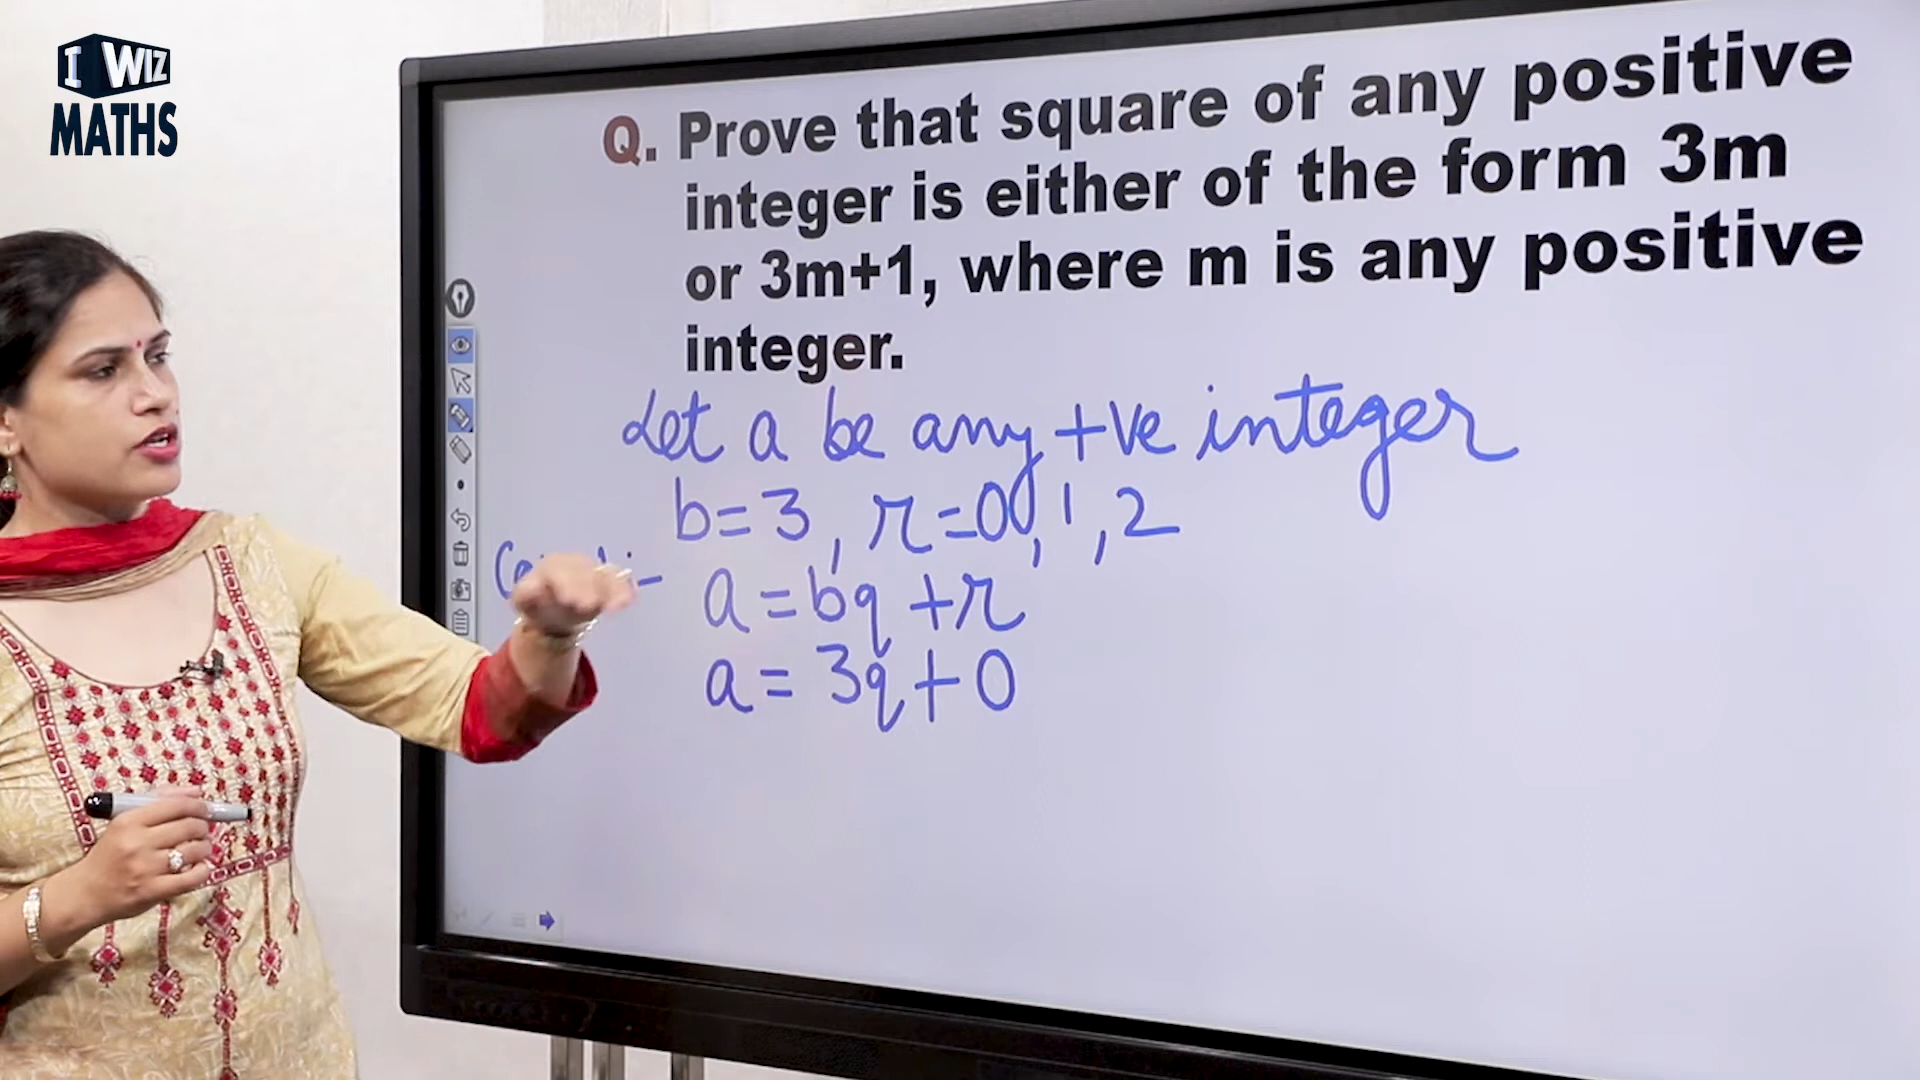 I WIZ
MATHS
Q. Prove that square of any positive
integer is either of the form 3m
or 3m+1, where m is any positive
integer.
Let a be any +ve integer
b=3, r=0, 1, 2
a = bq + r
a = 3q + 0